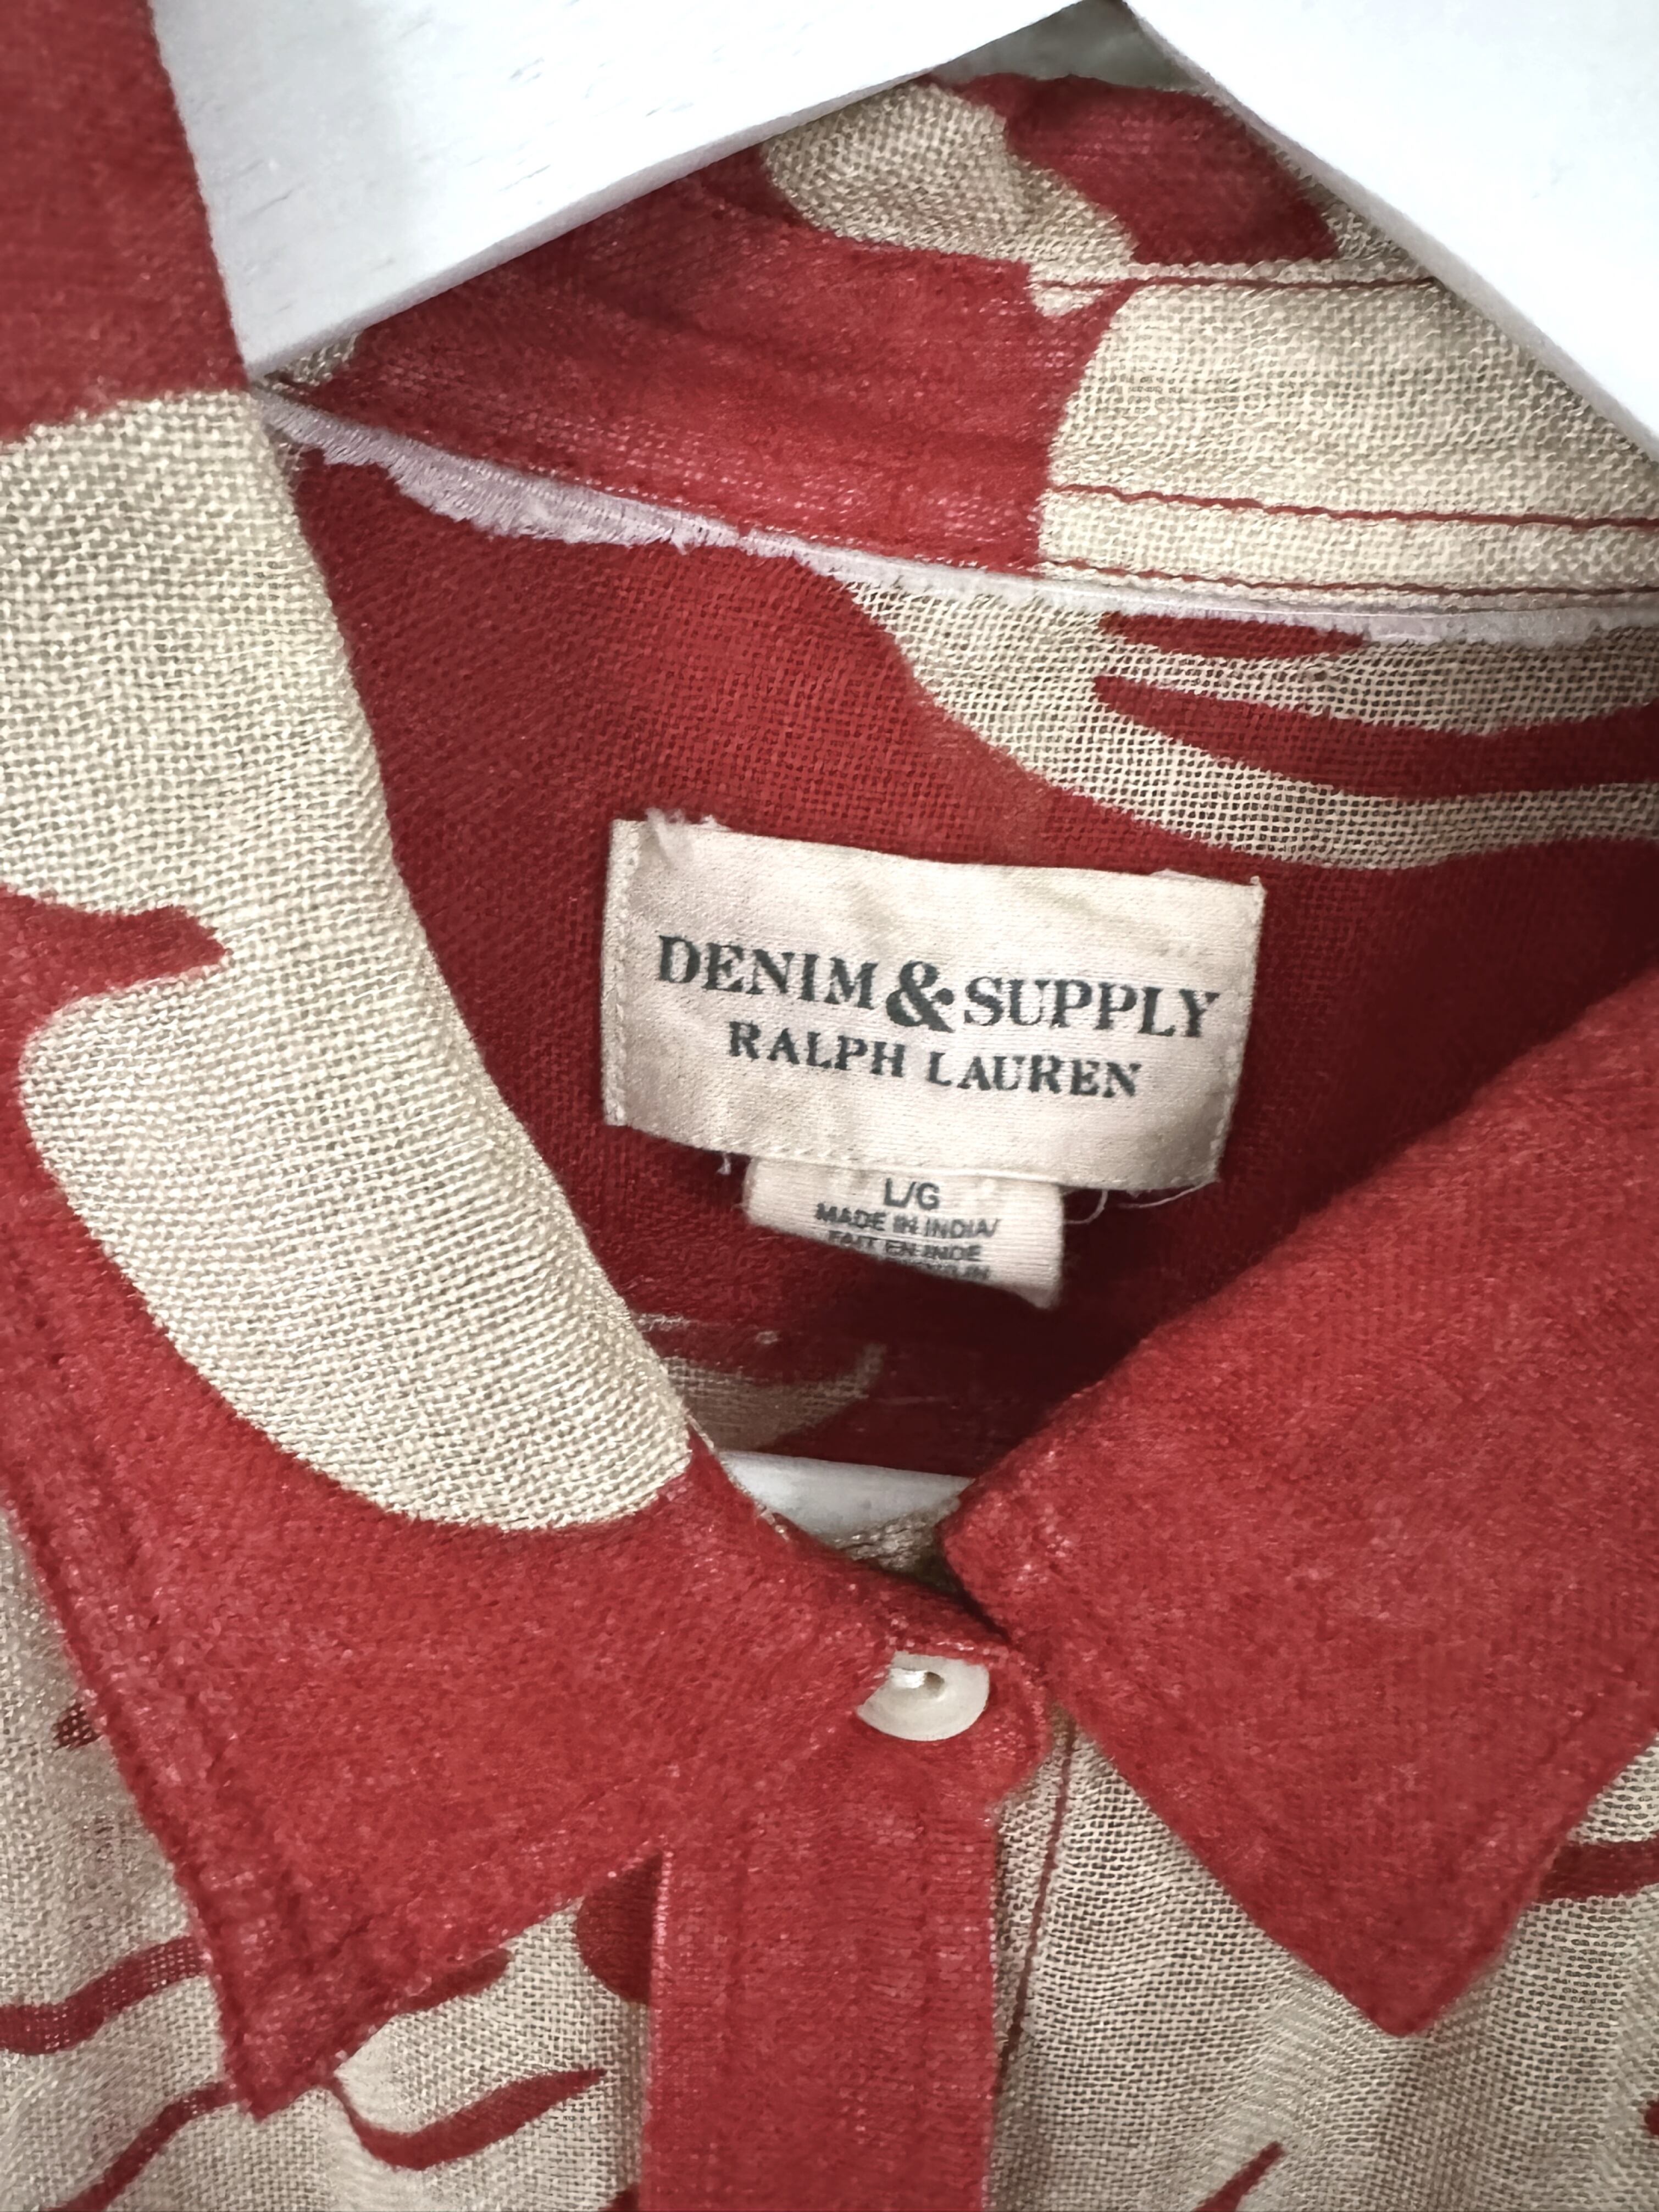 DENIM & SUPPLY
RALPH LAUREN
L/G
MADE IN INDIA/
FAIT EN INDE